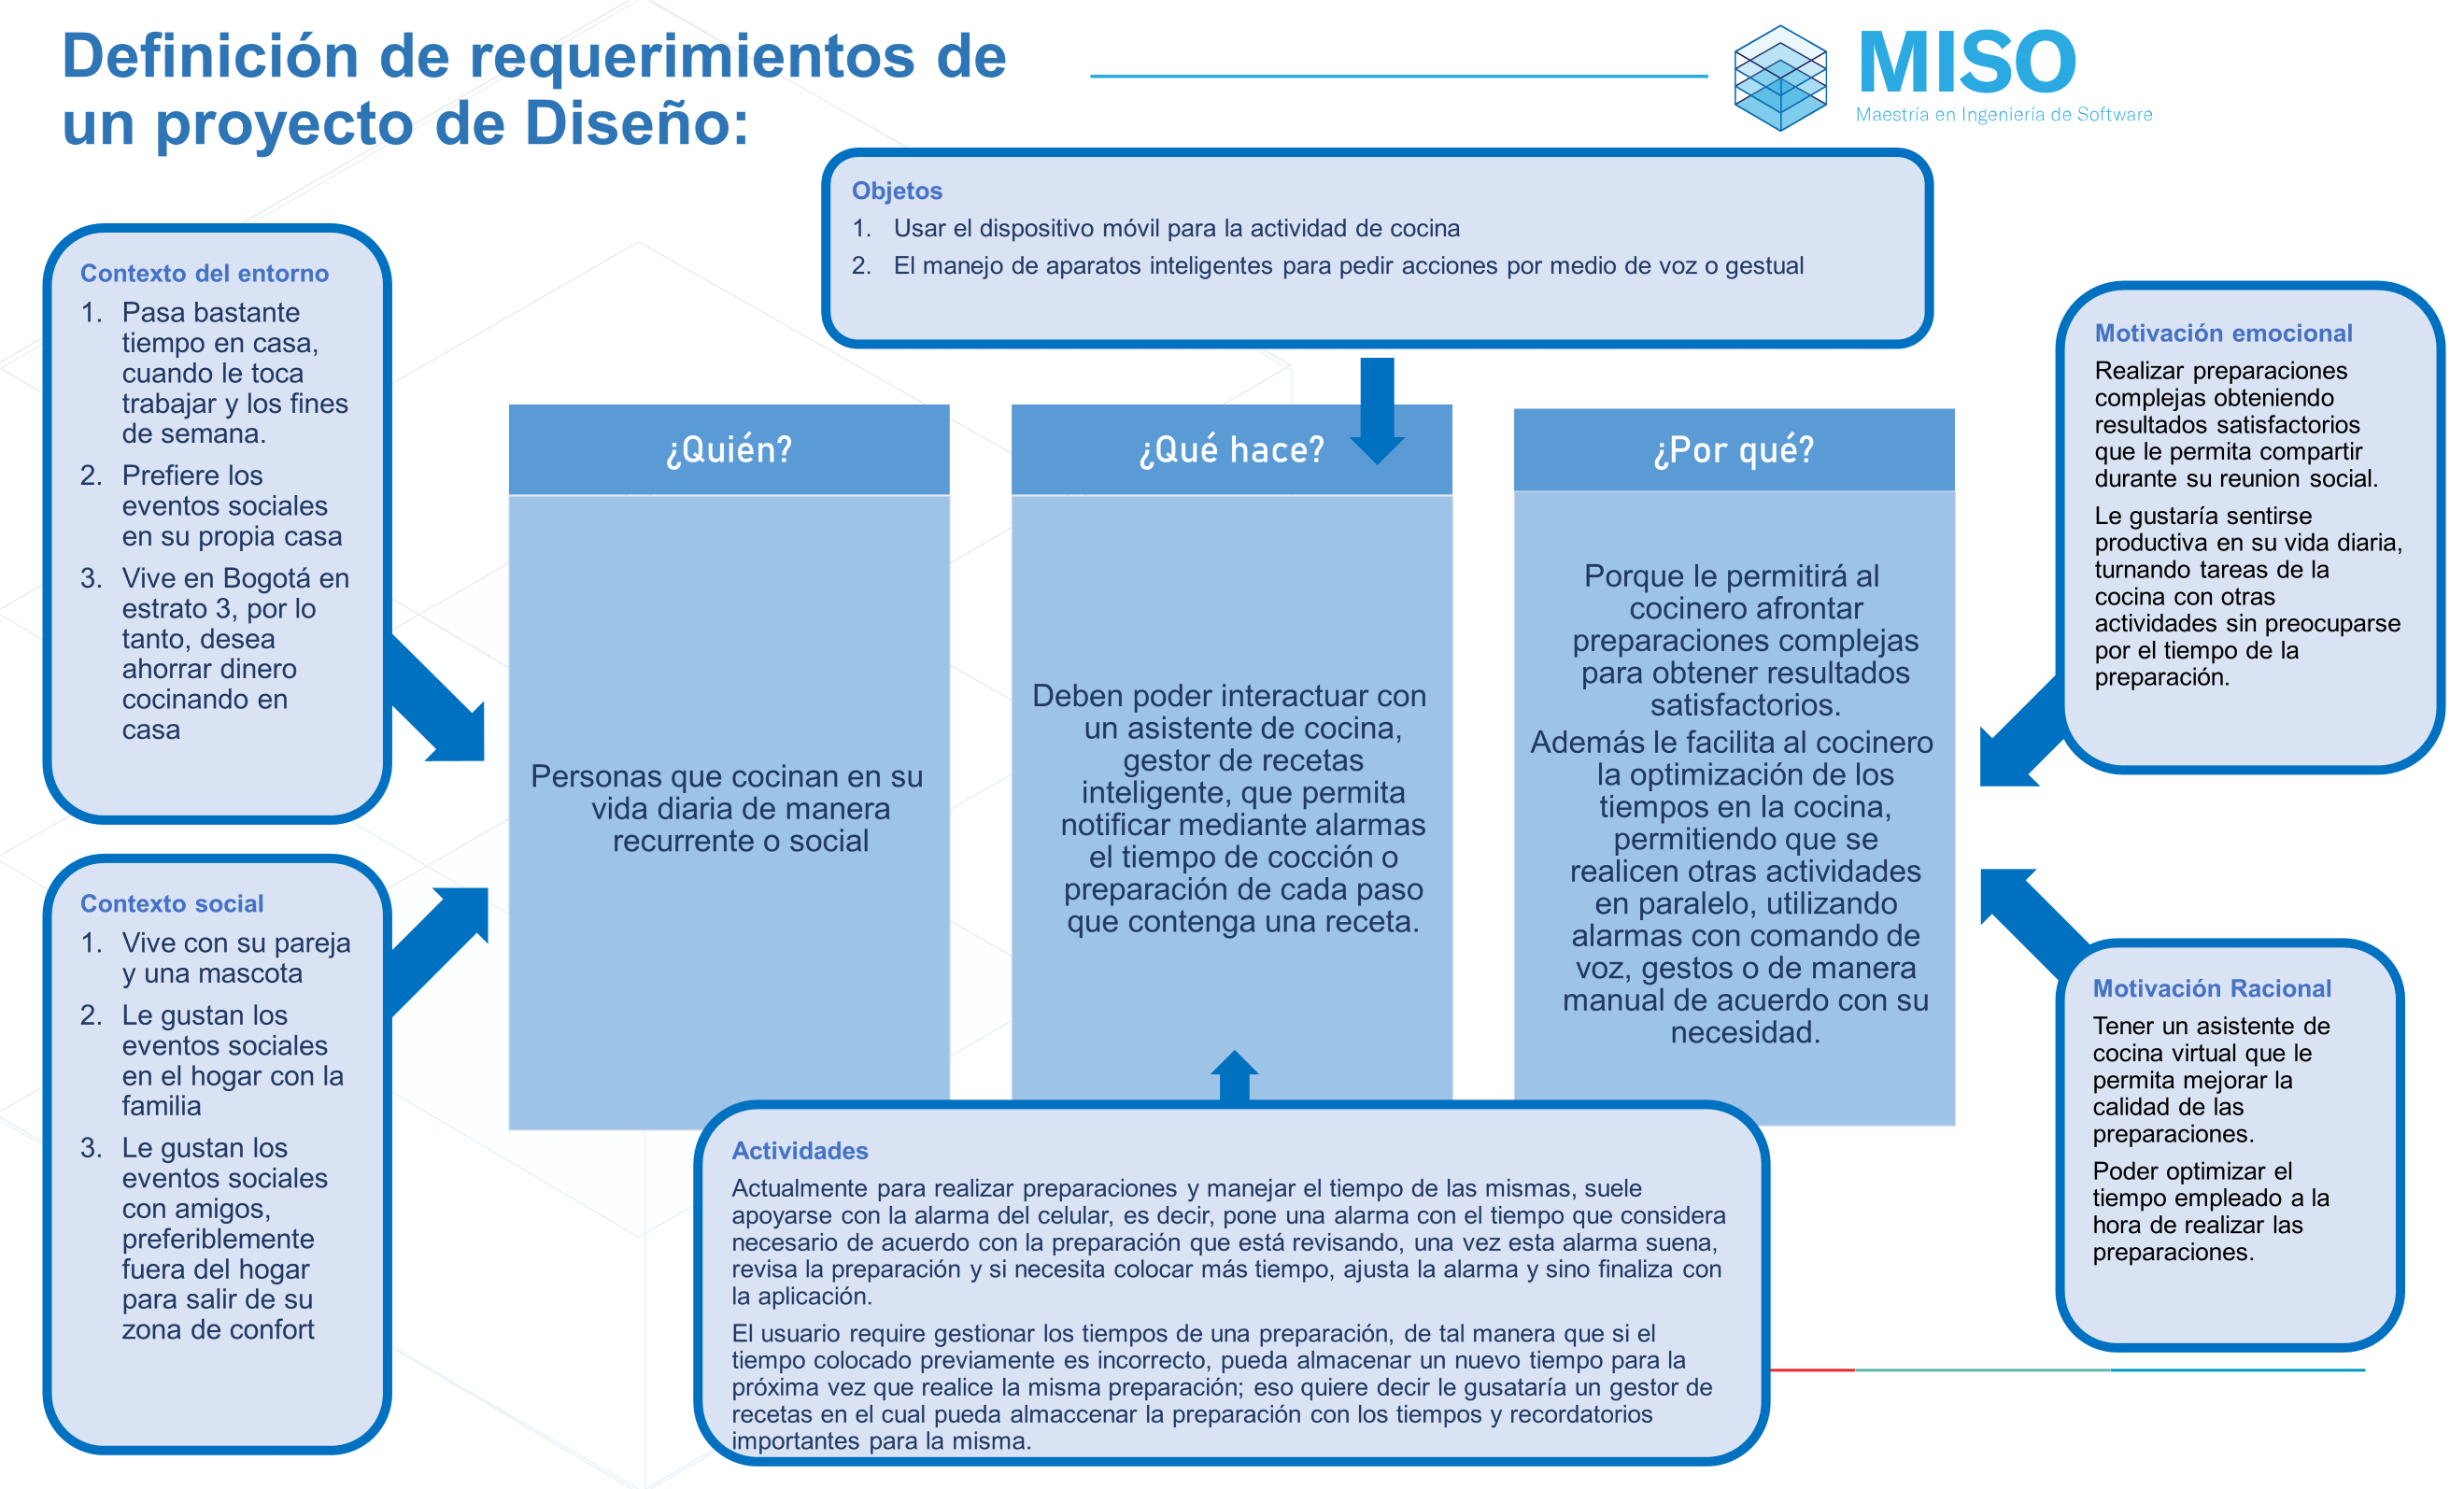 Definición de requerimientos de
un proyecto de Diseño:
MISO
Maestría en Ingeniería de Software
Objetos
1. Usar el dispositivo móvil para la actividad de cocina
2. El manejo de aparatos inteligentes para pedir acciones por medio de voz o gestual
Contexto del entorno
1. Pasa bastante
tiempo en casa,
cuando le toca
trabajar y los fines
de semana.
2. Prefiere los
eventos sociales
en su propia casa
3. Vive en Bogotá en
estrato 3, por lo
tanto, desea
ahorrar dinero
cocinando en
casa
Contexto social
1. Vive con su pareja
y una mascota
2. Le gustan los
eventos sociales
en el hogar con la
familia
3. Le gustan los
eventos sociales
con amigos,
preferiblemente
fuera del hogar
para salir de su
zona de confort
¿Quién?
Personas que cocinan en su
vida diaria de manera
recurrente o social
¿Qué hace?
Deben poder interactuar con
un asistente de cocina,
gestor de recetas
inteligente, que permita
notificar mediante alarmas
el tiempo de cocción o
preparación de cada paso
que contenga una receta.
¿Por qué?
Porque le permitirá al
cocinero afrontar
preparaciones complejas
para obtener resultados
satisfactorios.
Además le facilita al cocinero
la optimización de los
tiempos en la cocina,
permitiendo que se
realicen otras actividades
en paralelo, utilizando
alarmas con comando de
voz, gestos o de manera
manual de acuerdo con su
necesidad.
Motivación emocional
Realizar preparaciones
complejas obteniendo
resultados satisfactorios
que le permita compartir
durante su reunion social.
Le gustaría sentirse
productiva en su vida diaria,
turnando tareas de la
cocina con otras
actividades sin preocuparse
por el tiempo de la
preparación.
Motivación Racional
Tener un asistente de
cocina virtual que le
permita mejorar la
calidad de las
preparaciones.
Poder optimizar el
tiempo empleado a la
hora de realizar las
preparaciones.
Actividades
Actualmente para realizar preparaciones y manejar el tiempo de las mismas, suele
apoyarse con la alarma del celular, es decir, pone una alarma con el tiempo que considera
necesario de acuerdo con la preparación que está revisando, una vez esta alarma suena,
revisa la preparación y si necesita colocar más tiempo, ajusta la alarma y sino finaliza con
la aplicación.
El usuario require gestionar los tiempos de una preparación, de tal manera que si el
tiempo colocado previamente es incorrecto, pueda almacenar un nuevo tiempo para la
próxima vez que realice la misma preparación; eso quiere decir le gusataría un gestor de
recetas en el cual pueda almaccenar la preparación con los tiempos y recordatorios
importantes para la misma.